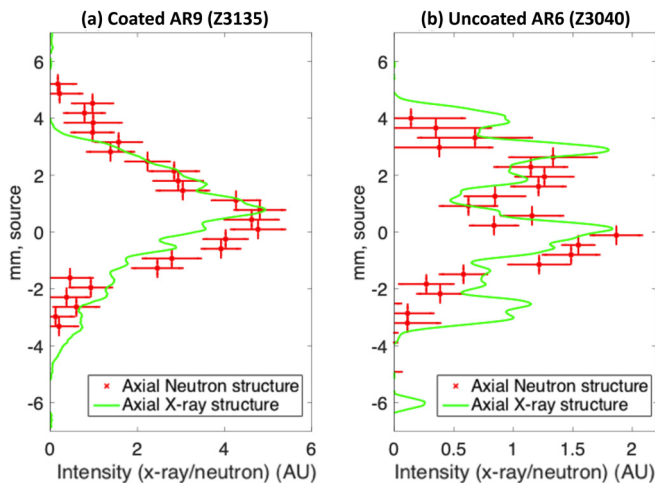 (a) Coated AR9 (Z3135)
(b) Uncoated AR6 (Z3040)
mm, source
6
4
2
0
-2
-4
-6
Axial Neutron structure
Axial X-ray structure
0
2
4
6
Intensity (x-ray/neutron) (AU)
6
4
2
0
-2
-4
-6
Axial Neutron structure
Axial X-ray structure
0
0.5
1
1.5
2
Intensity (x-ray/neutron) (AU)